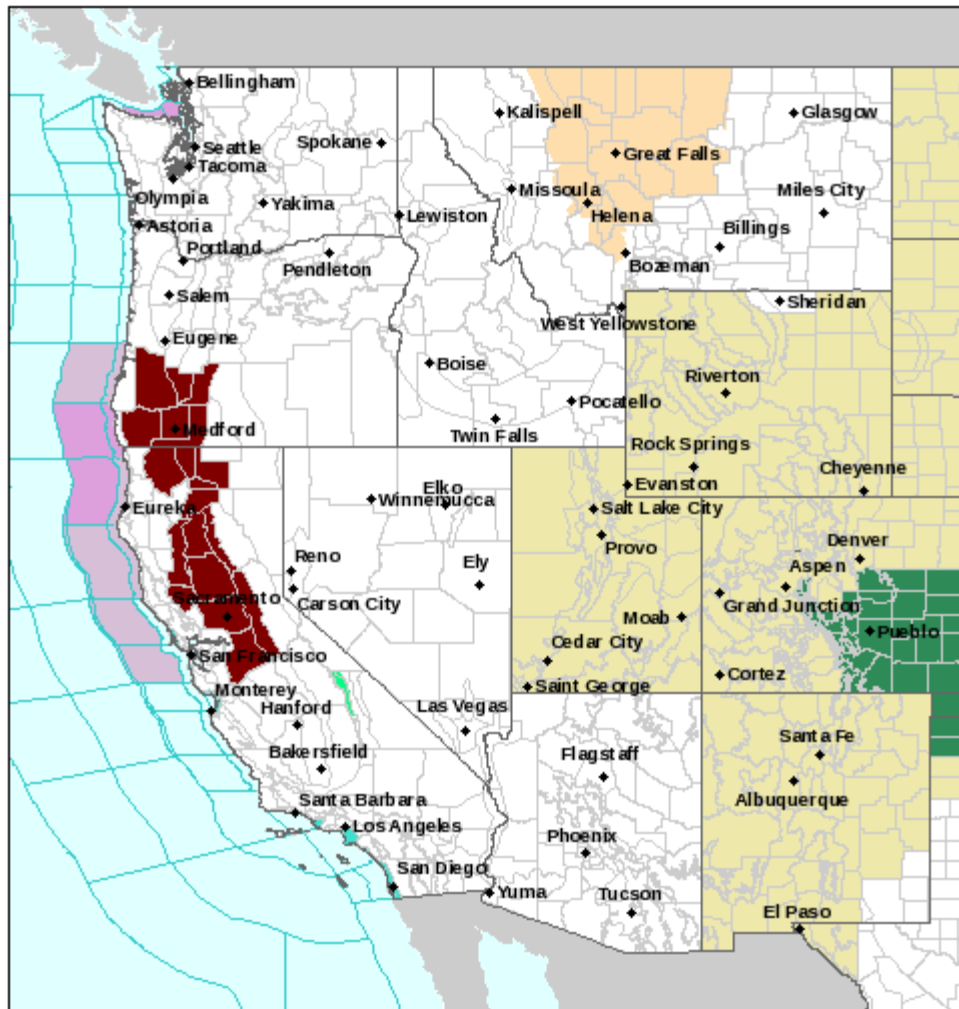 Bellingham
Kalispell
Glasgow
Spokane
Seattle
Great Falls
Tacoma
Missoula
Miles City
Olympia
Yakima
Helena
Lewiston
Astoria
Billings
Portland
Pendleton
Bozeman
Salem
Sheridan
West Yellowstone
Eugene
Boise
Riverton
Pocatello
Medford
Twin Falls
Rock Springs
Cheyenne
Evanston
Elko
Winnemucca
Eureka
Salt Lake City
Provo
Denver
Reno
Ely
Aspen
Carson City
Grand Junction
Sacramento
Moab
Pueblo
San Francisco
Cedar City
Cortez
Saint George
Monterey
Hanford
Las Vegas
Santa Fe
Bakersfield
Flagstaff
Albuquerque
Santa Barbara
Los Angeles
Phoenix
San Diego
Yuma
Tucson
El Paso